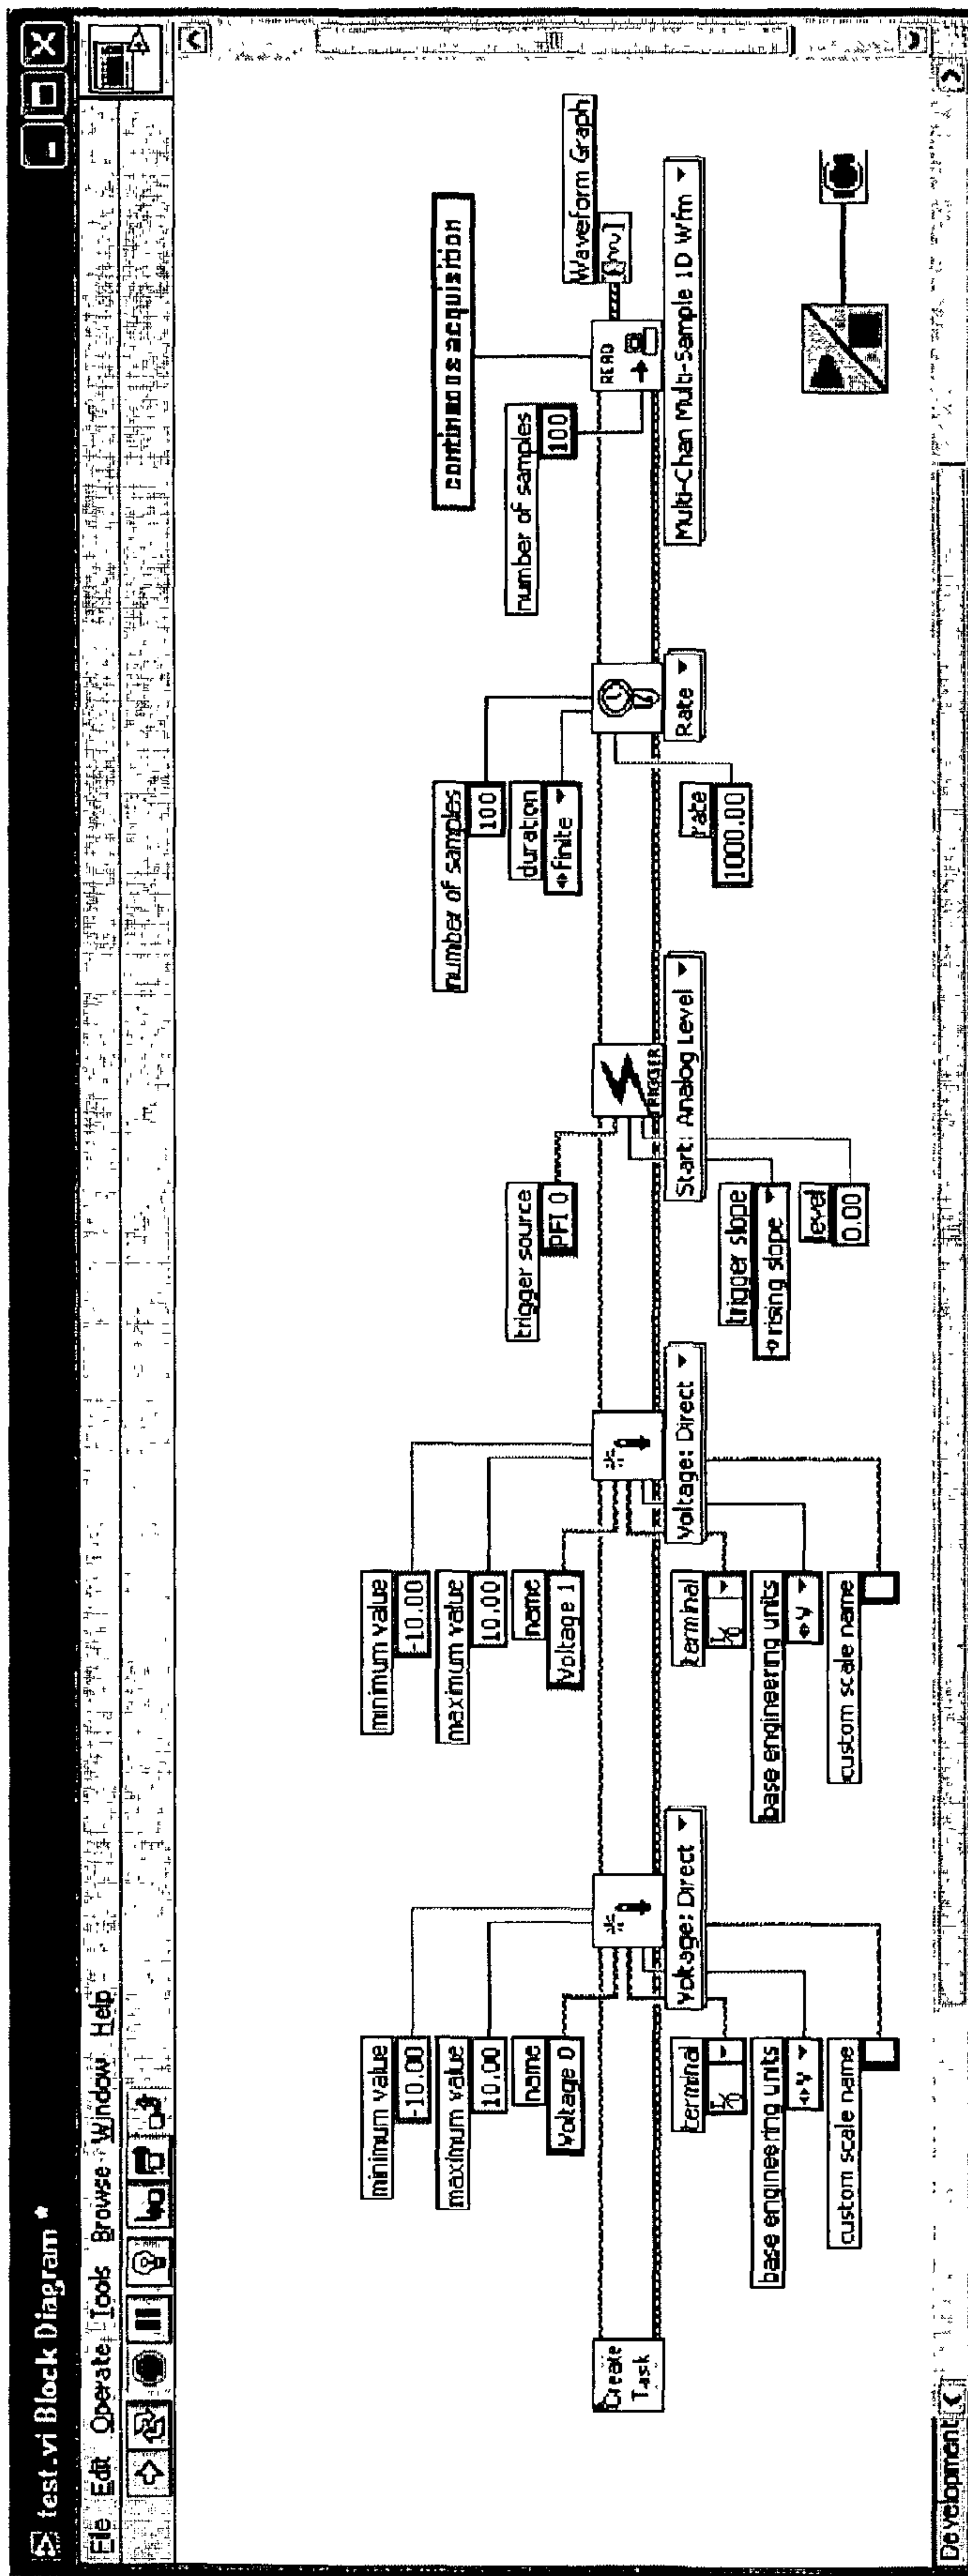 test.vi Block Diagram *
File Edit Operate Tools Browse Window Help
Create Task
minimum value
-10.00
maximum value
10.00
name
Voltage 0
Voltage: Direct
terminal
base engineering units
V
custom scale name
minimum value
-10.00
maximum value
10.00
name
Voltage 1
Voltage: Direct
terminal
base engineering units
V
custom scale name
trigger source
PFI 0
TRIGGER
Start: Analog Level
trigger slope
rising slope
level
0.00
number of samples
100
duration
finite
Rate
rate
1000.00
continuous acquisition
number of samples
100
READ
Waveform Graph
Multi-Chan Multi-Sample 1D Wfm
Development